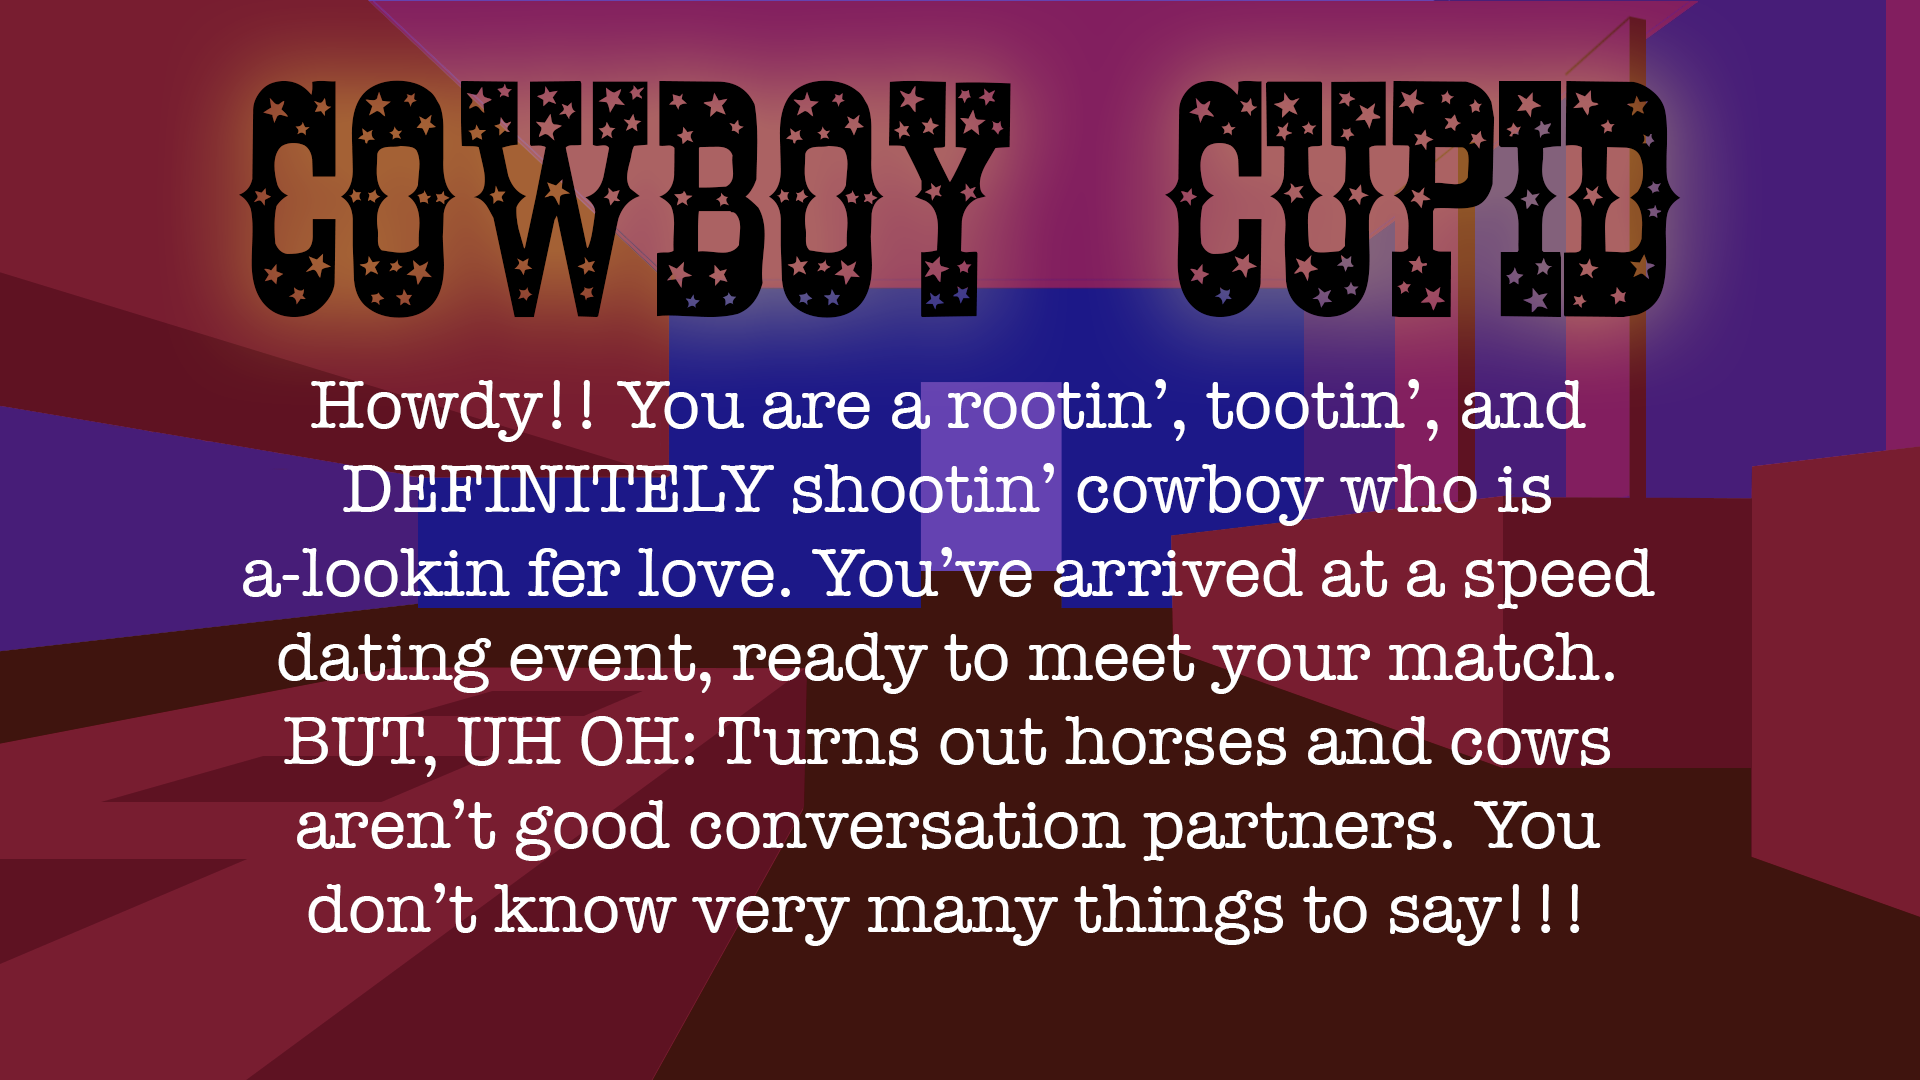 COWBOY CUPID
Howdy!! You are a rootin’, tootin’, and
DEFINITELY shootin’ cowboy who is
a-lookin fer love. You’ve arrived at a speed
dating event, ready to meet your match.
BUT, UH OH: Turns out horses and cows
aren’t good conversation partners. You
don’t know very many things to say!!!